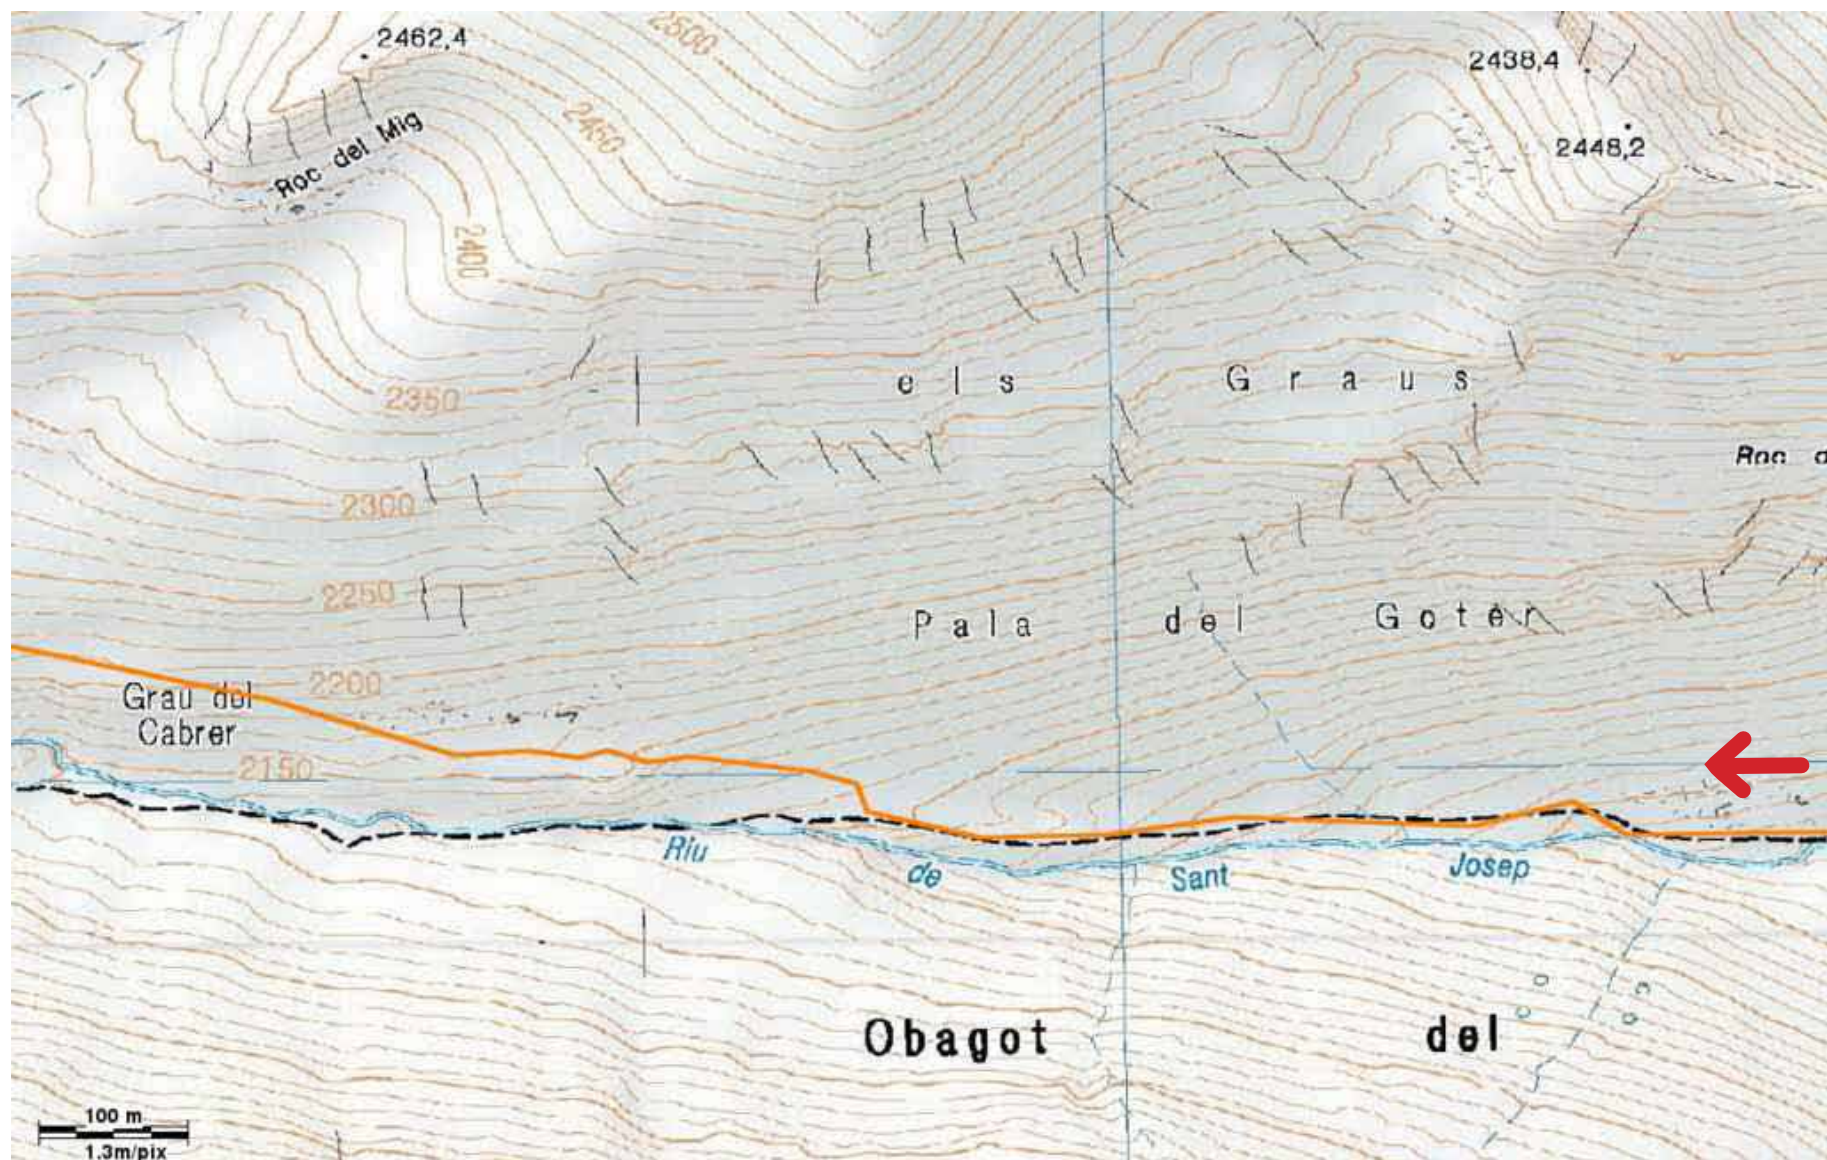 2462,4
2500
2438,4
2450
2448,2
Roc del Mig
2400
els Graus
2350
Roc d
2300
2250
Pala del Goter
2200
Grau del
Cabrer
2150
Riu de Sant Josep
Obagot del
100 m
1.3m/pix